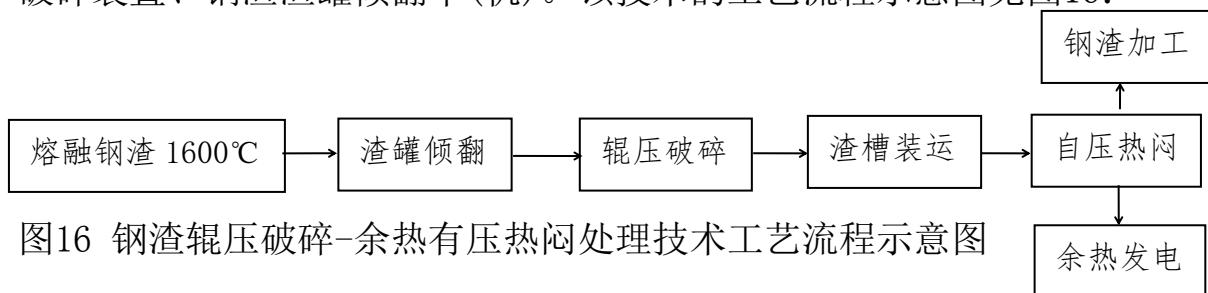 破碎装置、钢渣渣罐倾翻车(机)。该技术的工艺流程示意图见图16.
钢渣加工
熔融钢渣 1600℃
渣罐倾翻
辊压破碎
渣槽装运
自压热闷
图16 钢渣辊压破碎-余热有压热闷处理技术工艺流程示意图
余热发电